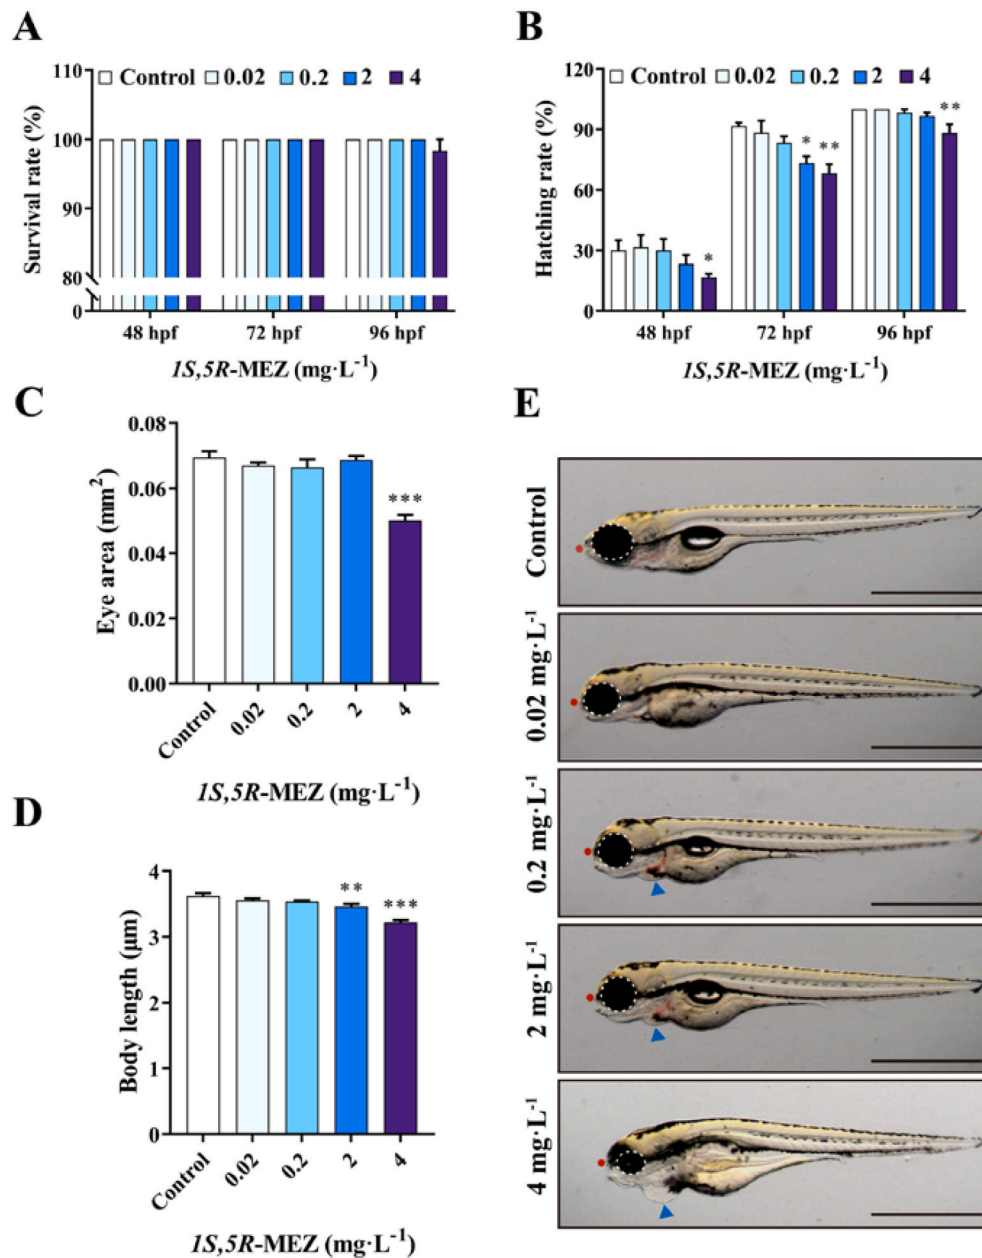 A
Control 0.02 0.2 2 4
Survival rate (%)
110
100
90
80
0
48 hpf 72 hpf 96 hpf
1S,5R-MEZ (mg·L⁻¹)
B
Control 0.02 0.2 2 4
Hatching rate (%)
120
90
60
30
0
*
* **
**
48 hpf 72 hpf 96 hpf
1S,5R-MEZ (mg·L⁻¹)
C
Eye area (mm²)
0.08
0.06
0.04
0.02
0.00
***
Control 0.02 0.2 2 4
1S,5R-MEZ (mg·L⁻¹)
D
Body length (µm)
4
3
2
1
0
** ***
Control 0.02 0.2 2 4
1S,5R-MEZ (mg·L⁻¹)
E
Control
0.02 mg·L⁻¹
0.2 mg·L⁻¹
2 mg·L⁻¹
4 mg·L⁻¹